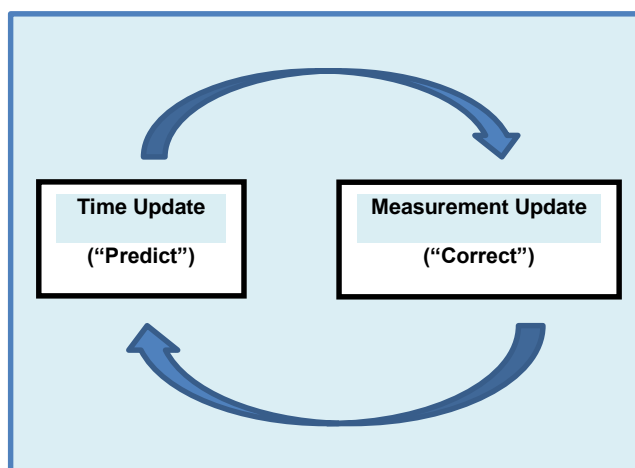 Time Update
(“Predict”)
Measurement Update
(“Correct”)